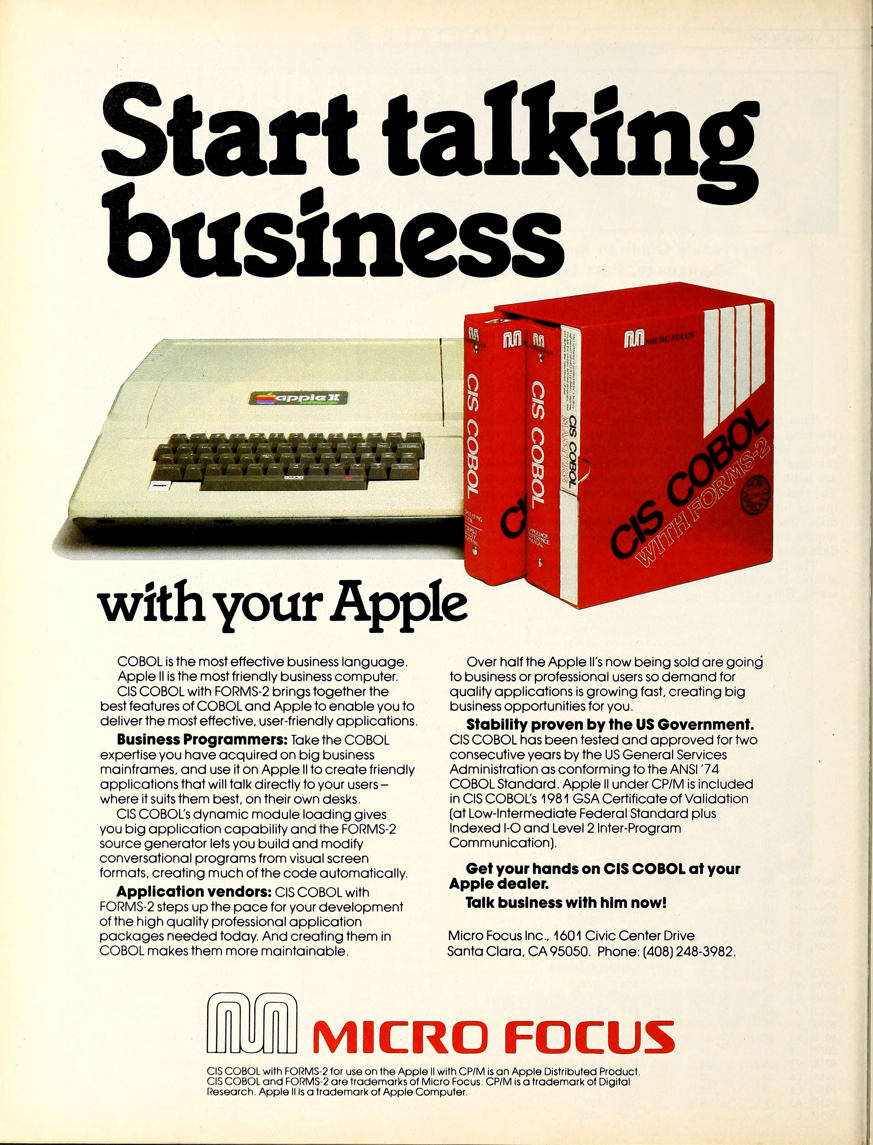 Start talking
business
apple II
MICRO FOCUS
CIS COBOL
CIS COBOL
CIS COBOL
LANGUAGE
REFERENCE
MANUAL
CIS COBOL
WITH FORMS-2
with your Apple
COBOL is the most effective business language.
Apple II is the most friendly business computer.
CIS COBOL with FORMS-2 brings together the
best features of COBOL and Apple to enable you to
deliver the most effective, user-friendly applications.
Business Programmers: Take the COBOL
expertise you have acquired on big business
mainframes, and use it on Apple II to create friendly
applications that will talk directly to your users –
where it suits them best, on their own desks.
CIS COBOL's dynamic module loading gives
you big application capability and the FORMS-2
source generator lets you build and modify
conversational programs from visual screen
formats, creating much of the code automatically.
Application vendors: CIS COBOL with
FORMS-2 steps up the pace for your development
of the high quality professional application
packages needed today. And creating them in
COBOL makes them more maintainable.
Over half the Apple II's now being sold are going
to business or professional users so demand for
quality applications is growing fast, creating big
business opportunities for you.
Stability proven by the US Government.
CIS COBOL has been tested and approved for two
consecutive years by the US General Services
Administration as conforming to the ANSI '74
COBOL Standard. Apple II under CP/M is included
in CIS COBOL's 1981 GSA Certificate of Validation
(at Low-Intermediate Federal Standard plus
Indexed I-O and Level 2 Inter-Program
Communication).
Get your hands on CIS COBOL at your
Apple dealer.
Talk business with him now!
Micro Focus Inc., 1601 Civic Center Drive
Santa Clara, CA 95050. Phone: (408) 248-3982.
MICRO FOCUS
CIS COBOL with FORMS-2 for use on the Apple II with CP/M is an Apple Distributed Product.
CIS COBOL and FORMS-2 are trademarks of Micro Focus. CP/M is a trademark of Digital
Research. Apple II is a trademark of Apple Computer.